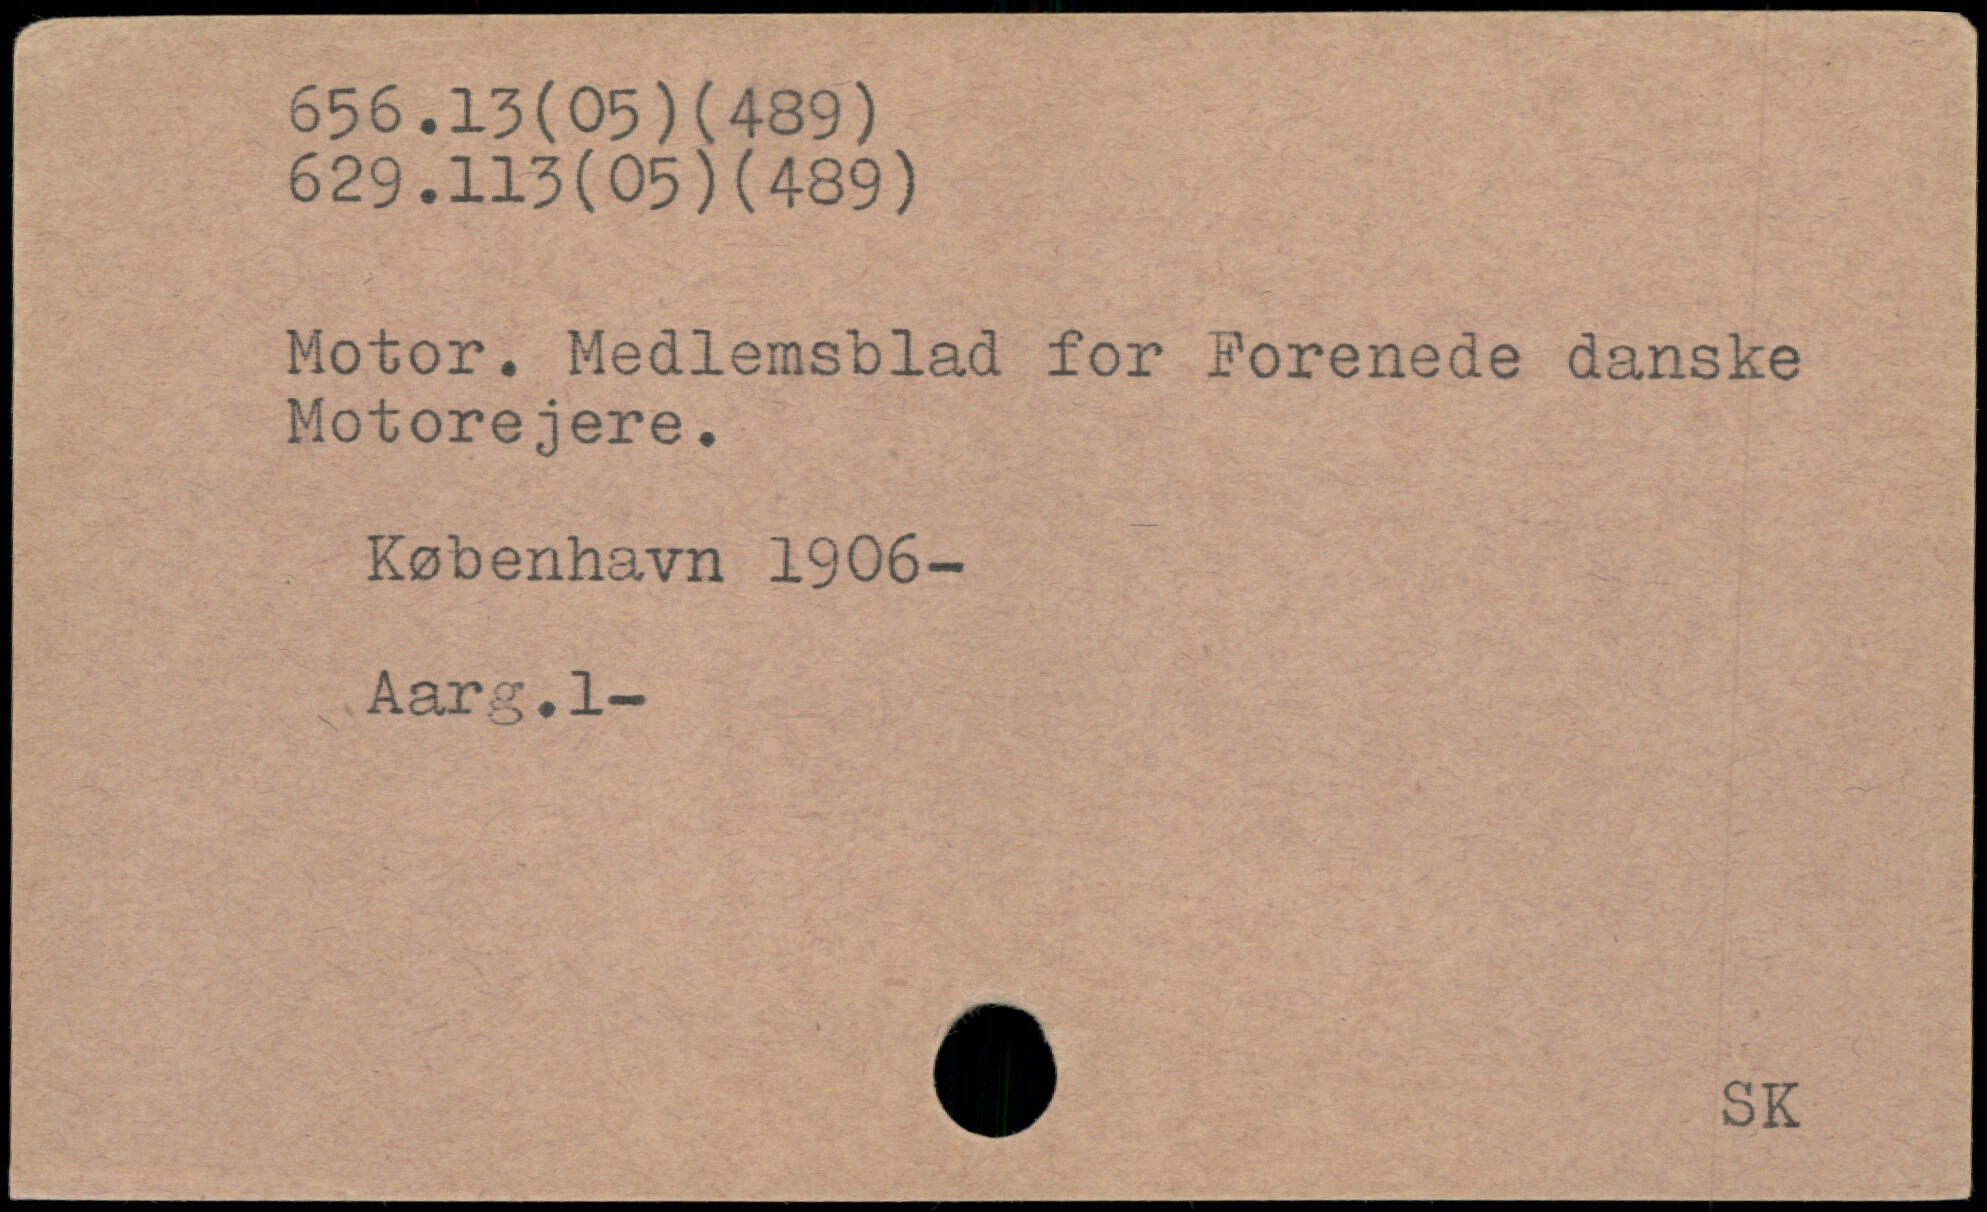 656.13(05)(489)
629.113(05)(489)
Motor. Medlemsblad for Forenede danske
Motorejere.
København 1906-
Aarg.1-
SK